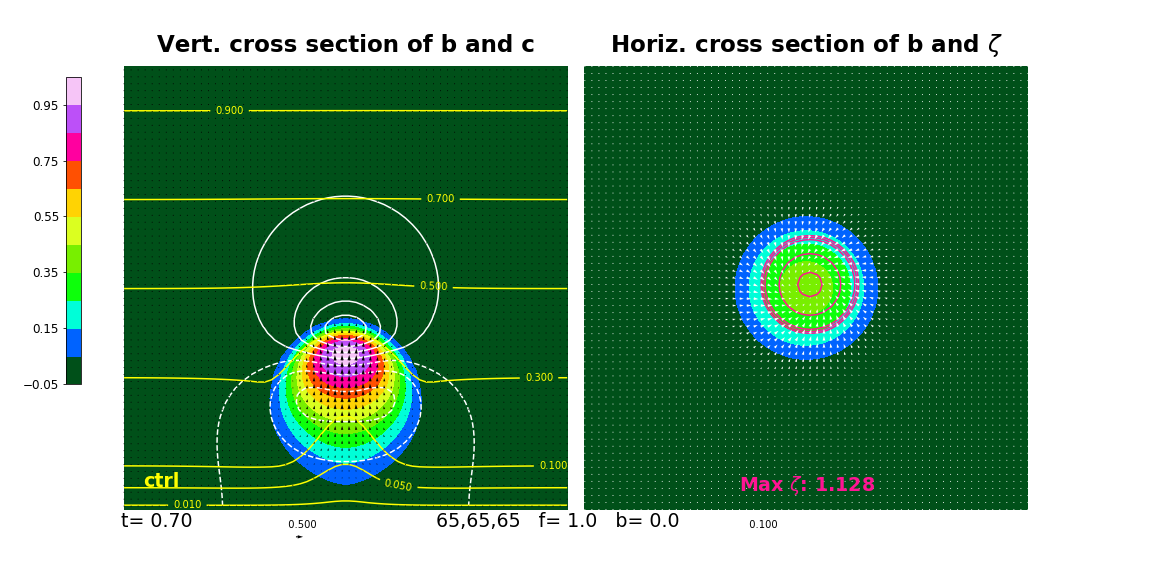 Vert. cross section of b and c
Horiz. cross section of b and ζ
0.95
0.75
0.55
0.35
0.15
−0.05
0.900
0.700
0.500
0.300
0.100
0.050
0.010
ctrl
Max ζ: 1.128
t= 0.70
0.500
65,65,65 f= 1.0 b= 0.0
0.100